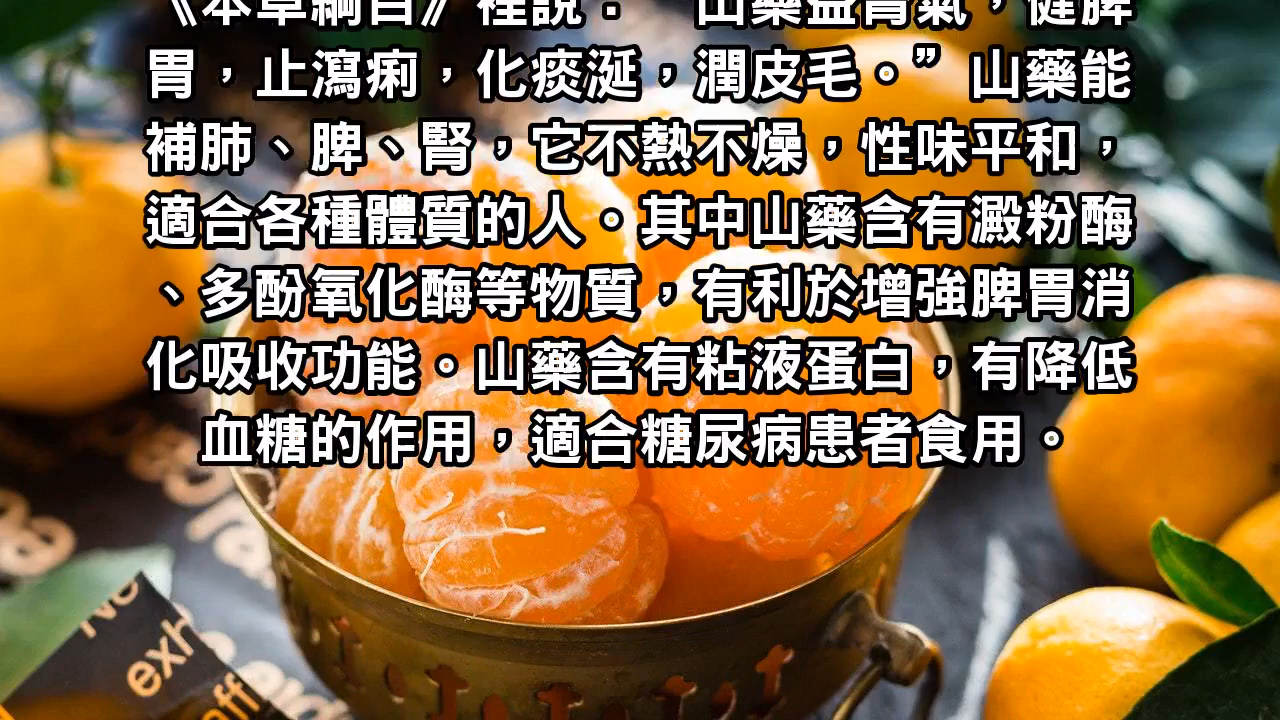 《本草綱目》裡說：“山藥益腎氣，健脾
胃，止瀉痢，化痰涎，潤皮毛。”山藥能
補肺、脾、腎，它不熱不燥，性味平和，
適合各種體質的人。其中山藥含有澱粉酶
、多酚氧化酶等物質，有利於增強脾胃消
化吸收功能。山藥含有粘液蛋白，有降低
血糖的作用，適合糖尿病患者食用。
exh